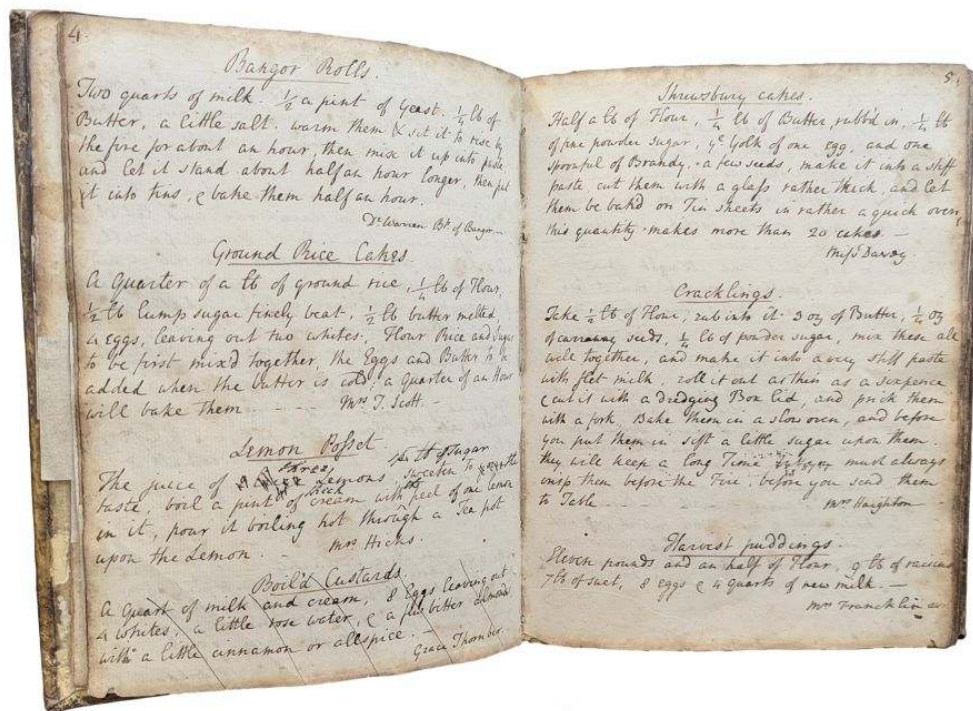 4.
Bangor Rolls.
Two quarts of milk. ½ a pint of Yeast. ¼ lb of
Butter, a little salt. warm them & set it to rise by
the fire for about an hour, then mix it up into paste,
and let it stand about half an hour longer, then put
it into tins, & bake them half an hour.
Dr Warren Bp. of Bangor
Ground Rice Cakes.
A Quarter of a lb of ground rice, ¼ lb of Flour,
½ lb Lump sugar finely beat, ½ lb butter melted
4 eggs, leaving out two whites. Flour Rice and Sugar
to be first mix'd together, the Eggs and Butter to be
added when the butter is cold; a quarter of an Hour
will bake them
Mrs T. Scott
Lemon Posset
The juice of three Lemons lb of sugar sweeten to the
taste, boil a pint of thick cream with peel of one lemon
in it, pour it boiling hot through a Tea pot
upon the Lemon.
Mrs Hicks.
Boil'd Custards.
A Quart of milk and cream, 8 Eggs leaving out
4 whites, a little rose water, & a few bitter almonds
with a little cinnamon or allspice.
Grace Thornber.
5.
Shrewsbury cakes.
Half a lb of Flour, ¼ lb of Butter, rubb'd in, ¼ lb
of fine powder sugar, ye Yolk of one egg, and one
spoonful of Brandy, a few seeds, make it into a stiff
paste, cut them with a glass rather thick, and let
them be bak'd on Tin sheets in rather a quick oven,
this quantity makes more than 20 cakes.
Miss Davoy
Cracklings.
Take ½ lb of Flour, rub into it 3 oz of Butter, ¼ oz
of carraway seeds, ¼ lb of powder sugar, mix these all
well together, and make it into a very stiff paste
with flet milk, roll it out as thin as a sixpence
& cut it with a dredging Box lid, and prick them
with a fork, Bake them in a slow oven, and before
you put them in sift a little sugar upon them.
they will keep a long Time must always
crisp them before the Fire, before you send them
to Table
Mrs Haighton
Harvest puddings.
Eleven pounds and an half of Flour, 9 lb of raisins
7 lb of suet, 8 eggs & 4 quarts of new milk.
Mrs Francklin